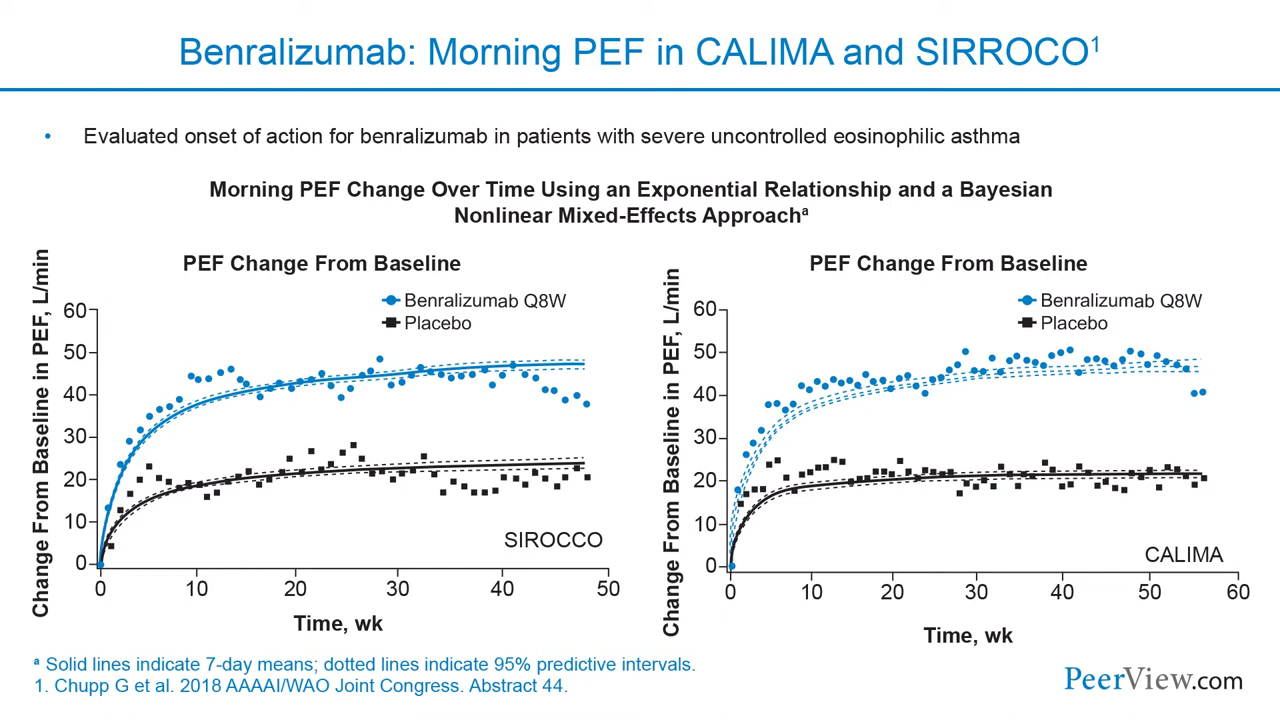 Benralizumab: Morning PEF in CALIMA and SIRROCO1
• Evaluated onset of action for benralizumab in patients with severe uncontrolled eosinophilic asthma
Morning PEF Change Over Time Using an Exponential Relationship and a Bayesian
Nonlinear Mixed-Effects Approacha
PEF Change From Baseline
Change From Baseline in PEF, L/min
Benralizumab Q8W
Placebo
60
50
40
30
20
10
0
SIROCCO
0 10 20 30 40 50
Time, wk
PEF Change From Baseline
Change From Baseline in PEF, L/min
Benralizumab Q8W
Placebo
60
50
40
30
20
10
0
CALIMA
0 10 20 30 40 50 60
Time, wk
a Solid lines indicate 7-day means; dotted lines indicate 95% predictive intervals.
1. Chupp G et al. 2018 AAAAI/WAO Joint Congress. Abstract 44.
PeerView.com